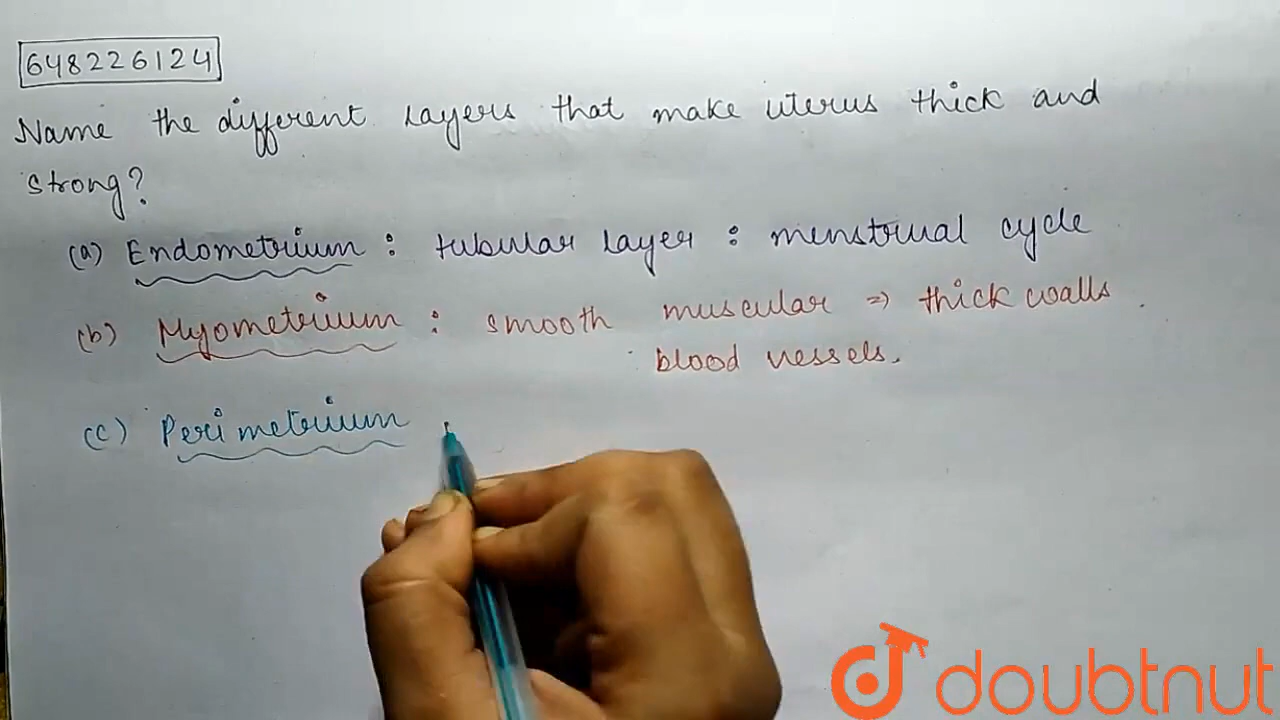 648226124
Name the different layers that make uterus thick and
strong?
(a) Endometrium : tubular layer : menstrual cycle
(b) Myometrium : smooth muscular ⇒ thick walls
blood vessels.
(c) Perimetrium
doubtnut